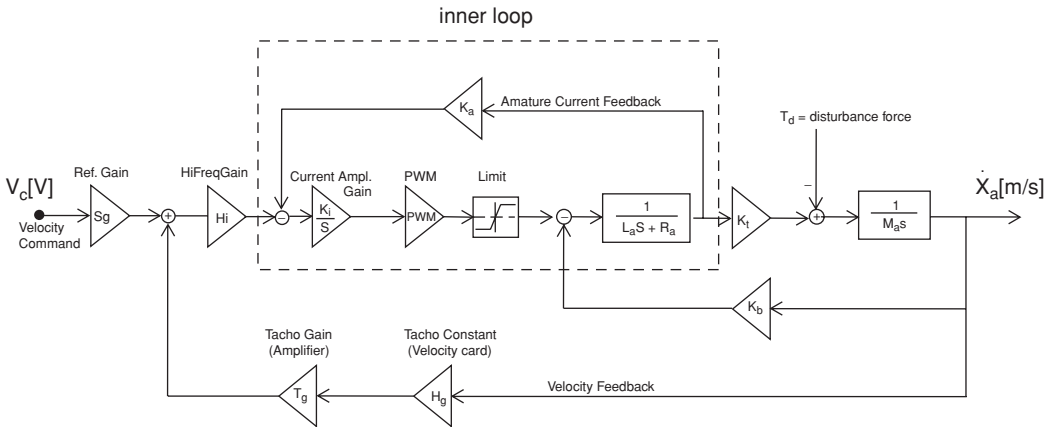 inner loop
K_a
Amature Current Feedback
T_d = disturbance force
V_c[V]
Ref. Gain
HiFreqGain
Current Ampl.
Gain
PWM
Limit
Ẋ_a[m/s]
Sg
+
Hi
−
K_i
S
PWM
−
1
L_aS + R_a
K_t
−
+
1
M_as
Velocity
Command
K_b
Tacho Gain
(Amplifier)
Tacho Constant
(Velocity card)
T_g
H_g
Velocity Feedback